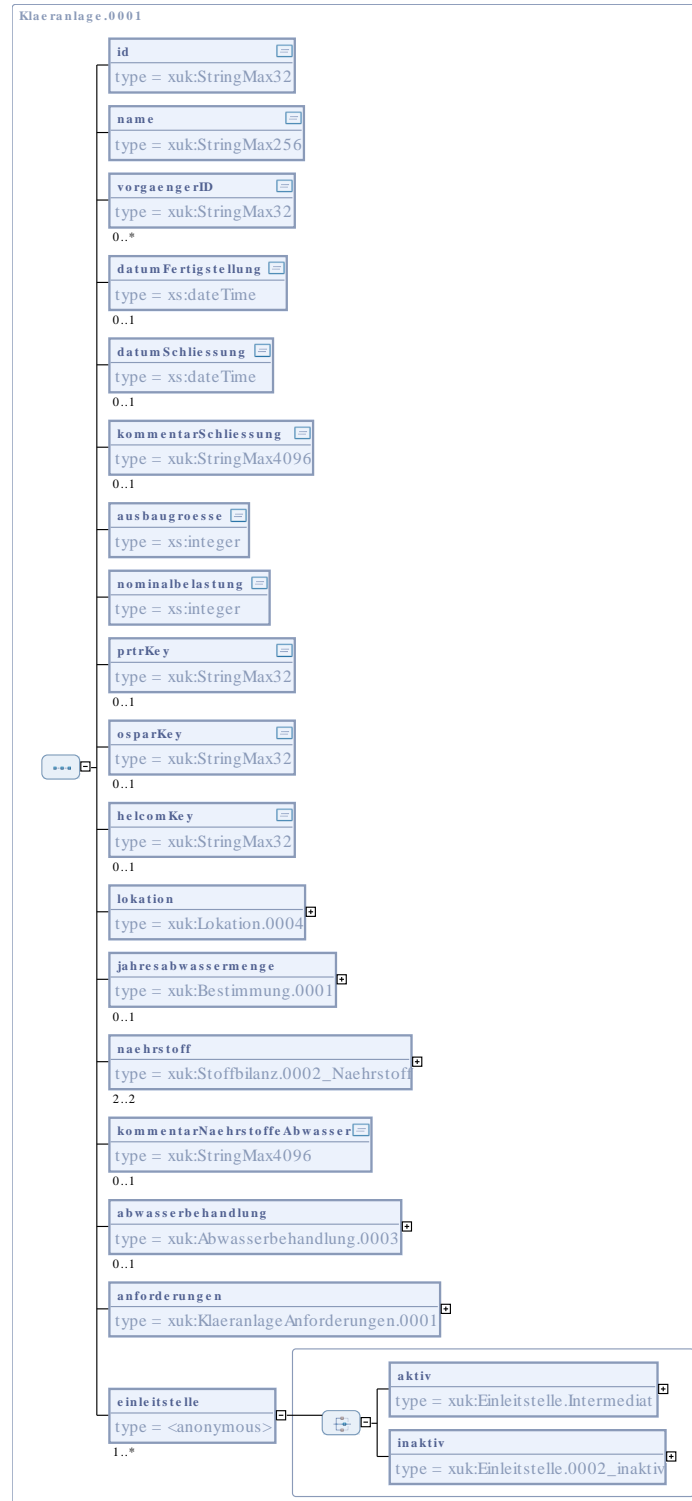 Klaeranlage.0001
id
type = xuk:StringMax32
name
type = xuk:StringMax256
vorgaengerID
type = xuk:StringMax32
0..*
datumFertigstellung
type = xs:dateTime
0..1
datumSchliessung
type = xs:dateTime
0..1
kommentarSchliessung
type = xuk:StringMax4096
0..1
ausbaugroesse
type = xs:integer
nominalbelastung
type = xs:integer
prtrKey
type = xuk:StringMax32
0..1
osparKey
type = xuk:StringMax32
0..1
helcomKey
type = xuk:StringMax32
0..1
lokation
type = xuk:Lokation.0004
jahresabwassermenge
type = xuk:Bestimmung.0001
0..1
naehrstoff
type = xuk:Stoffbilanz.0002_Naehrstoff
2..2
kommentarNaehrstoffeAbwasser
type = xuk:StringMax4096
0..1
abwasserbehandlung
type = xuk:Abwasserbehandlung.0003
0..1
anforderungen
type = xuk:KlaeranlageAnforderungen.0001
einleitstelle
type = <anonymous>
1..*
aktiv
type = xuk:Einleitstelle.Intermediat
inaktiv
type = xuk:Einleitstelle.0002_inaktiv